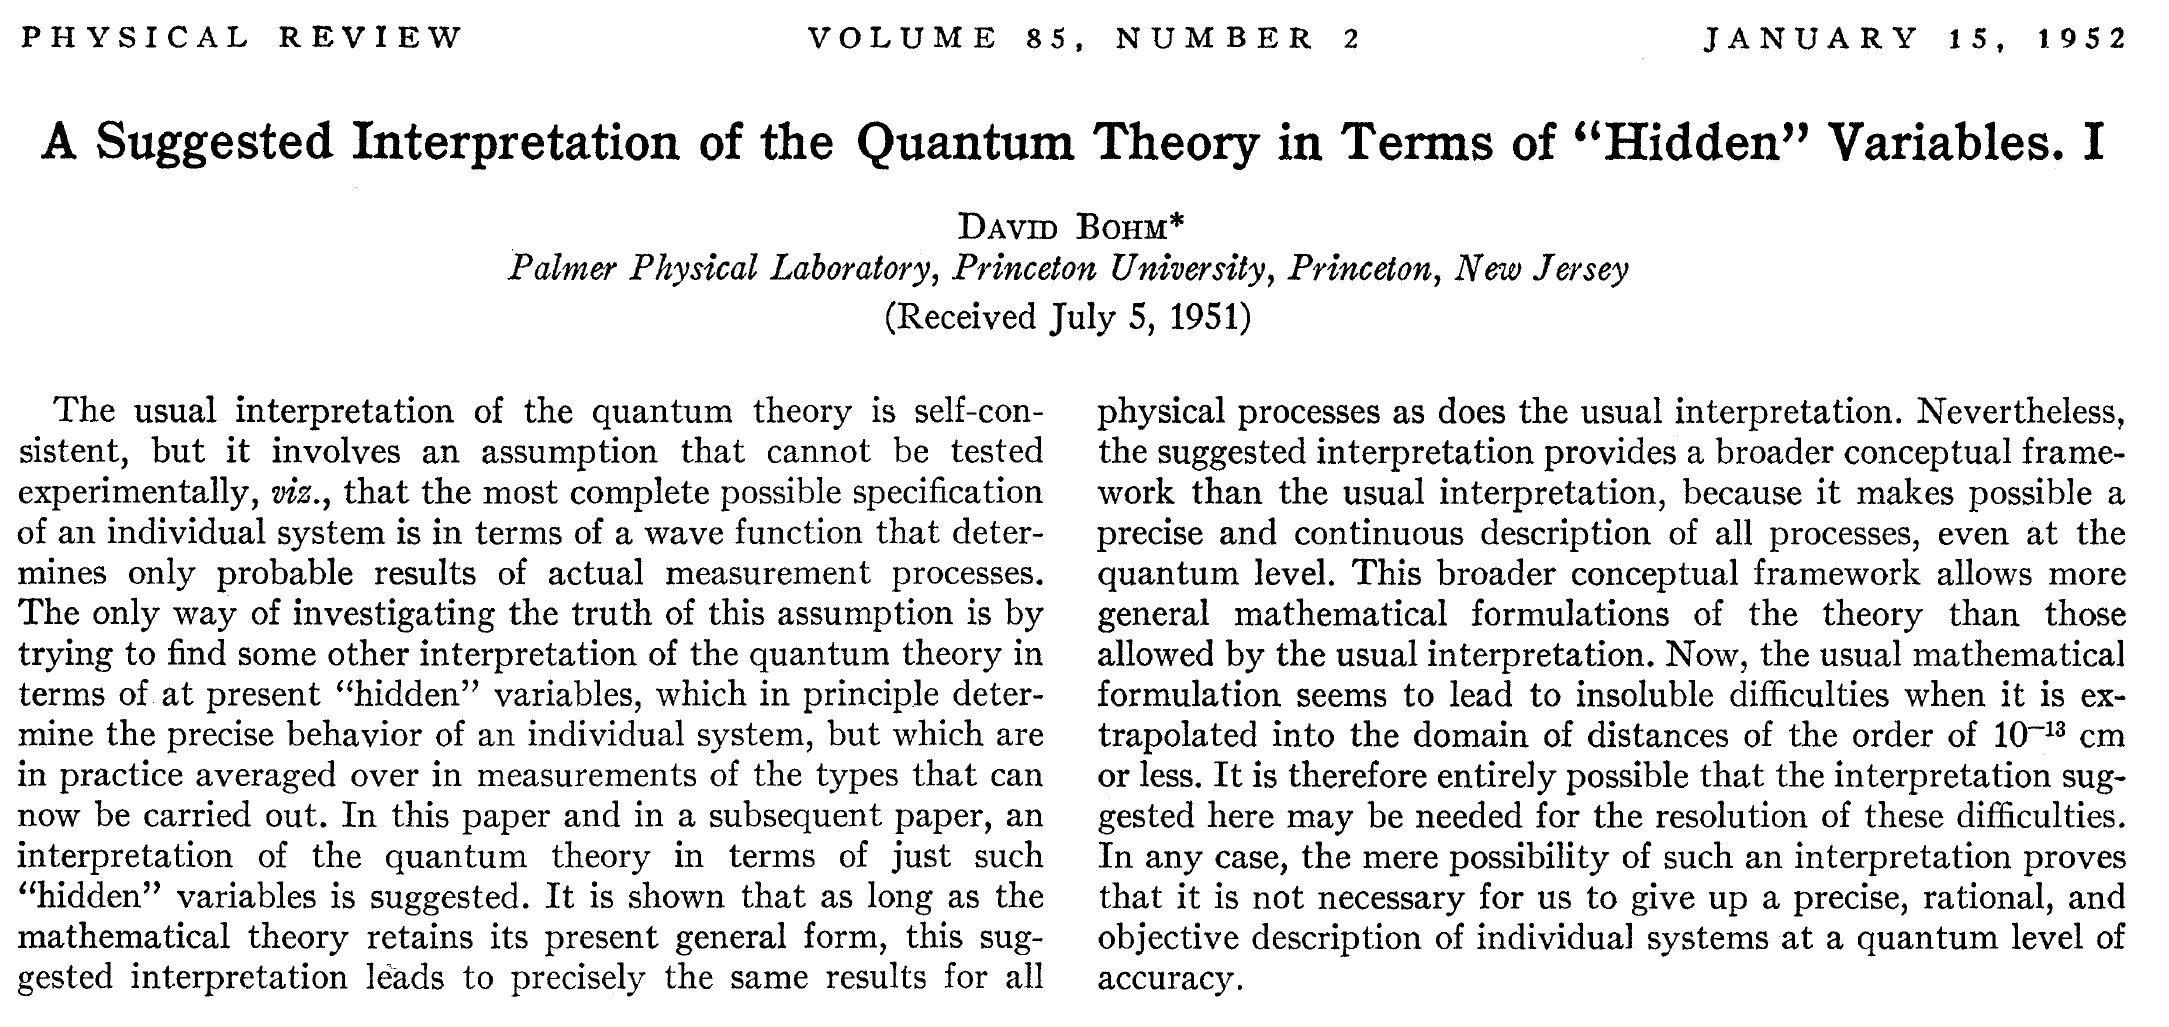 PHYSICAL REVIEW VOLUME 85, NUMBER 2 JANUARY 15, 1952
A Suggested Interpretation of the Quantum Theory in Terms of “Hidden” Variables. I
DAVID BOHM*
Palmer Physical Laboratory, Princeton University, Princeton, New Jersey
(Received July 5, 1951)
The usual interpretation of the quantum theory is self-con-
sistent, but it involves an assumption that cannot be tested
experimentally, viz., that the most complete possible specification
of an individual system is in terms of a wave function that deter-
mines only probable results of actual measurement processes.
The only way of investigating the truth of this assumption is by
trying to find some other interpretation of the quantum theory in
terms of at present “hidden” variables, which in principle deter-
mine the precise behavior of an individual system, but which are
in practice averaged over in measurements of the types that can
now be carried out. In this paper and in a subsequent paper, an
interpretation of the quantum theory in terms of just such
“hidden” variables is suggested. It is shown that as long as the
mathematical theory retains its present general form, this sug-
gested interpretation leads to precisely the same results for all
physical processes as does the usual interpretation. Nevertheless,
the suggested interpretation provides a broader conceptual frame-
work than the usual interpretation, because it makes possible a
precise and continuous description of all processes, even at the
quantum level. This broader conceptual framework allows more
general mathematical formulations of the theory than those
allowed by the usual interpretation. Now, the usual mathematical
formulation seems to lead to insoluble difficulties when it is ex-
trapolated into the domain of distances of the order of 10⁻¹³ cm
or less. It is therefore entirely possible that the interpretation sug-
gested here may be needed for the resolution of these difficulties.
In any case, the mere possibility of such an interpretation proves
that it is not necessary for us to give up a precise, rational, and
objective description of individual systems at a quantum level of
accuracy.